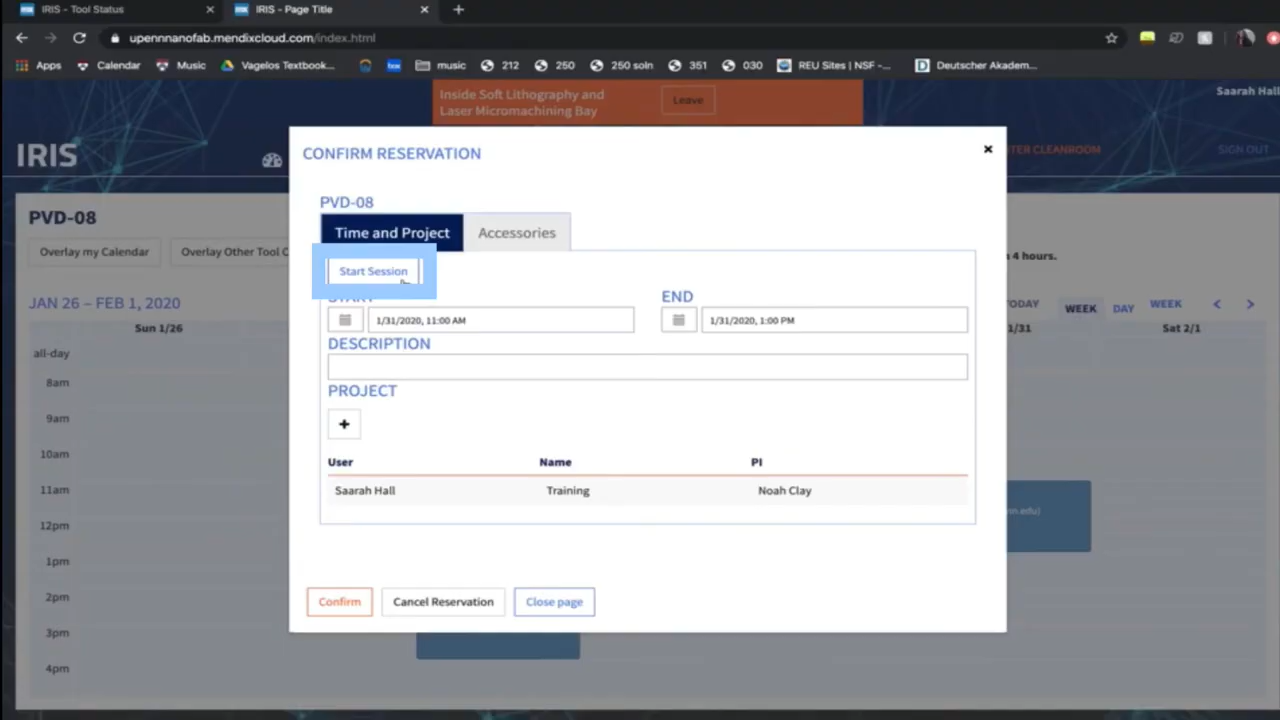 IRIS - Tool Status
IRIS - Page Title
upennnanofab.mendixcloud.com/index.html
Apps
Calendar
Music
Vagelos Textbook...
box
music
212
250
250 soln
351
030
REU Sites | NSF -...
Deutscher Akadem...
Inside Soft Lithography and
Laser Micromachining Bay
Leave
Saarah Hall
IRIS
TER CLEANROOM
SIGN OUT
PVD-08
Overlay my Calendar
Overlay Other Tool C
n 4 hours.
JAN 26 – FEB 1, 2020
TODAY
WEEK
DAY
WEEK
Sun 1/26
1/31
Sat 2/1
all-day
8am
9am
10am
11am
12pm
1pm
2pm
3pm
4pm
CONFIRM RESERVATION
PVD-08
Time and Project
Accessories
Start Session
START
END
1/31/2020, 11:00 AM
1/31/2020, 1:00 PM
DESCRIPTION
PROJECT
+
User
Name
PI
Saarah Hall
Training
Noah Clay
Confirm
Cancel Reservation
Close page